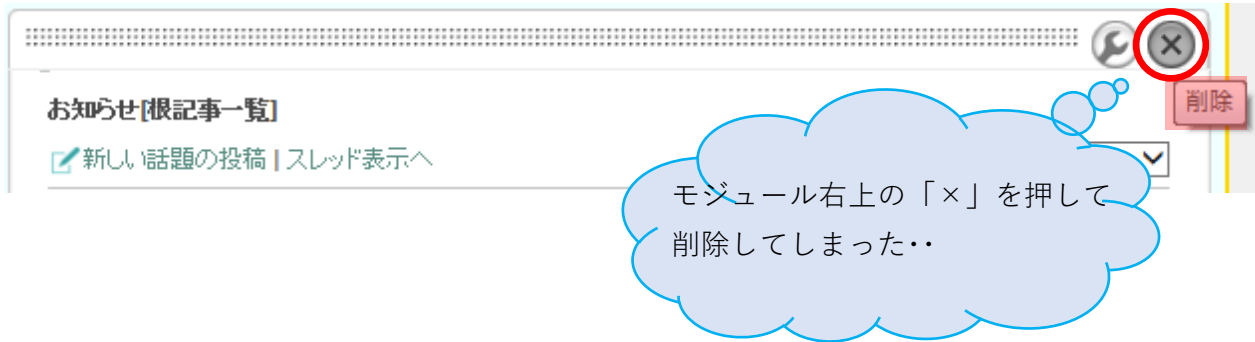 削除
お知らせ[根記事一覧]
新しい話題の投稿 | スレッド表示へ
モジュール右上の「×」を押して
削除してしまった・・